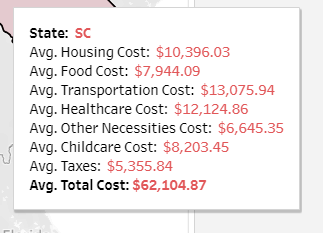 State: SC
Avg. Housing Cost: $10,396.03
Avg. Food Cost: $7,944.09
Avg. Transportation Cost: $13,075.94
Avg. Healthcare Cost: $12,124.86
Avg. Other Necessities Cost: $6,645.35
Avg. Childcare Cost: $8,203.45
Avg. Taxes: $5,355.84
Avg. Total Cost: $62,104.87